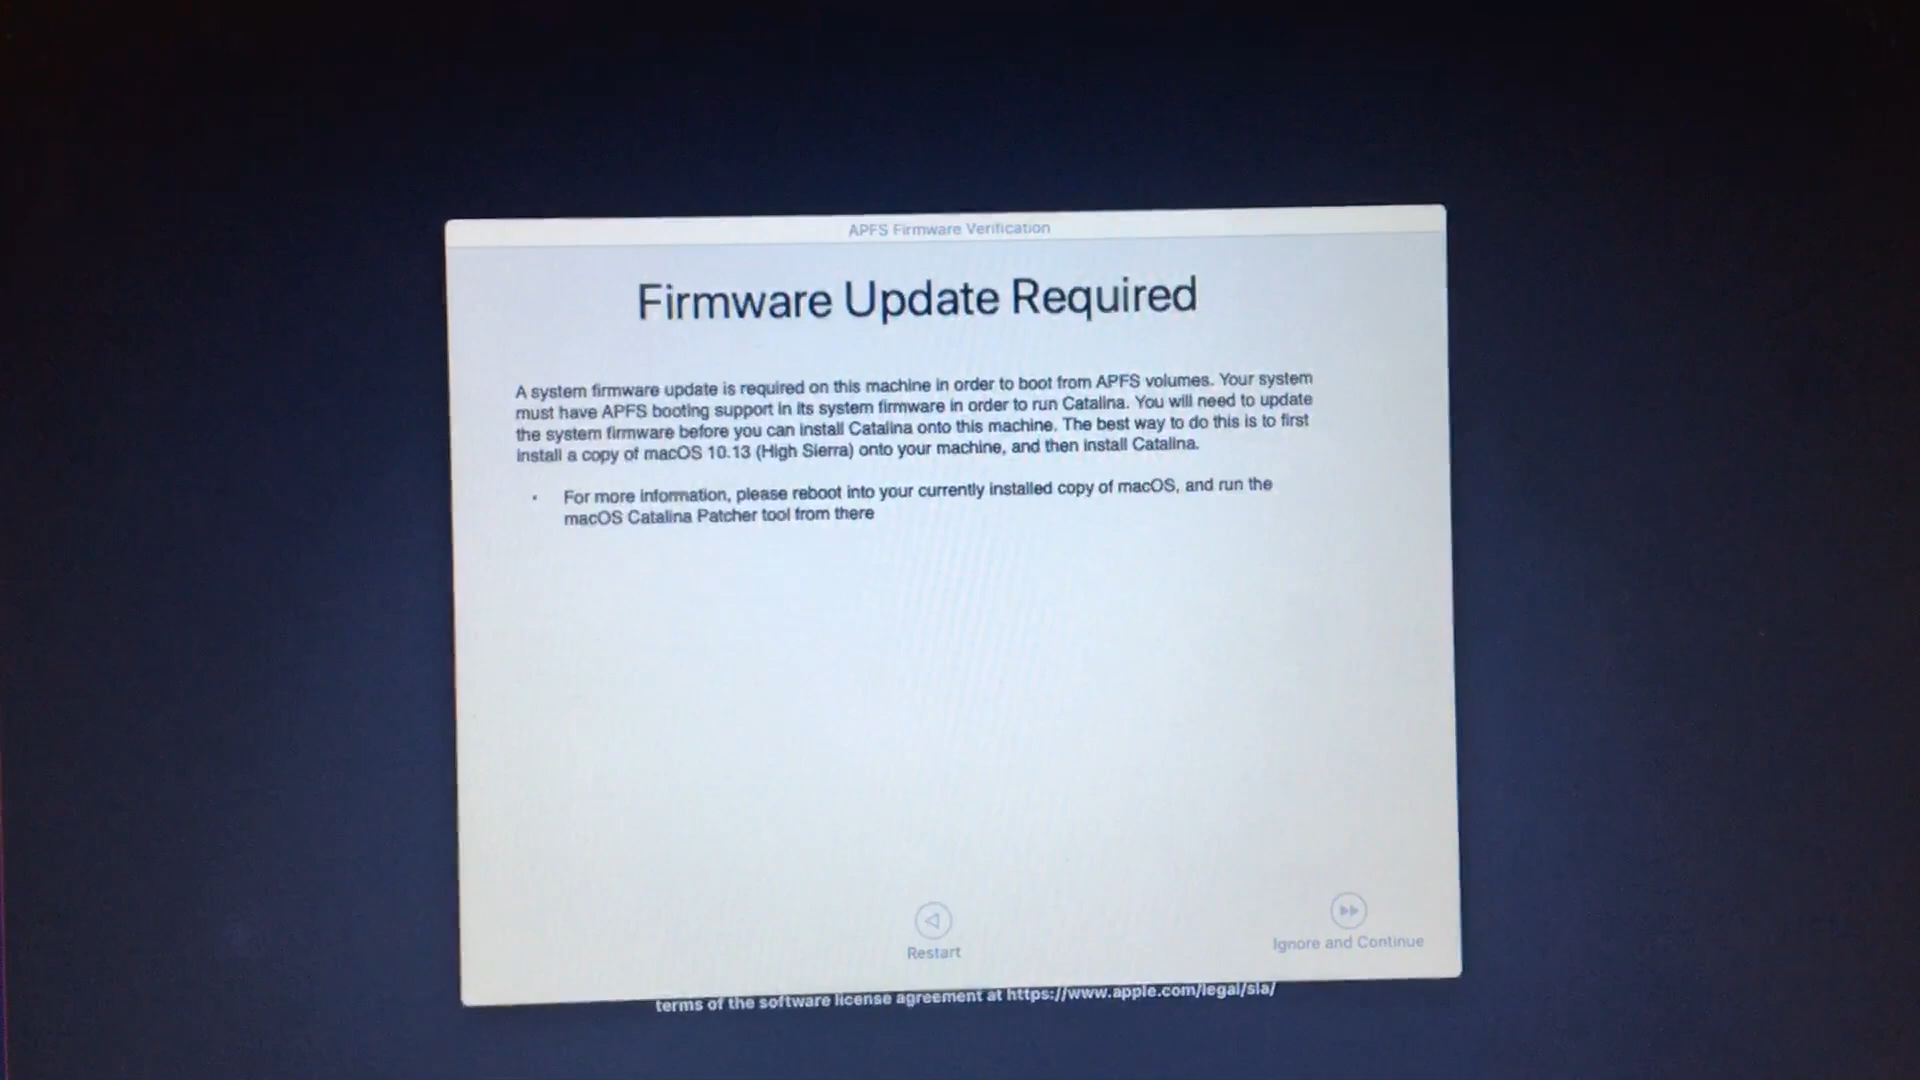 APFS Firmware Verification
Firmware Update Required
A system firmware update is required on this machine in order to boot from APFS volumes. Your system
must have APFS booting support in its system firmware in order to run Catalina. You will need to update
the system firmware before you can install Catalina onto this machine. The best way to do this is to first
install a copy of macOS 10.13 (High Sierra) onto your machine, and then install Catalina.
• For more information, please reboot into your currently installed copy of macOS, and run the
macOS Catalina Patcher tool from there
Restart
Ignore and Continue
terms of the software license agreement at https://www.apple.com/legal/sla/